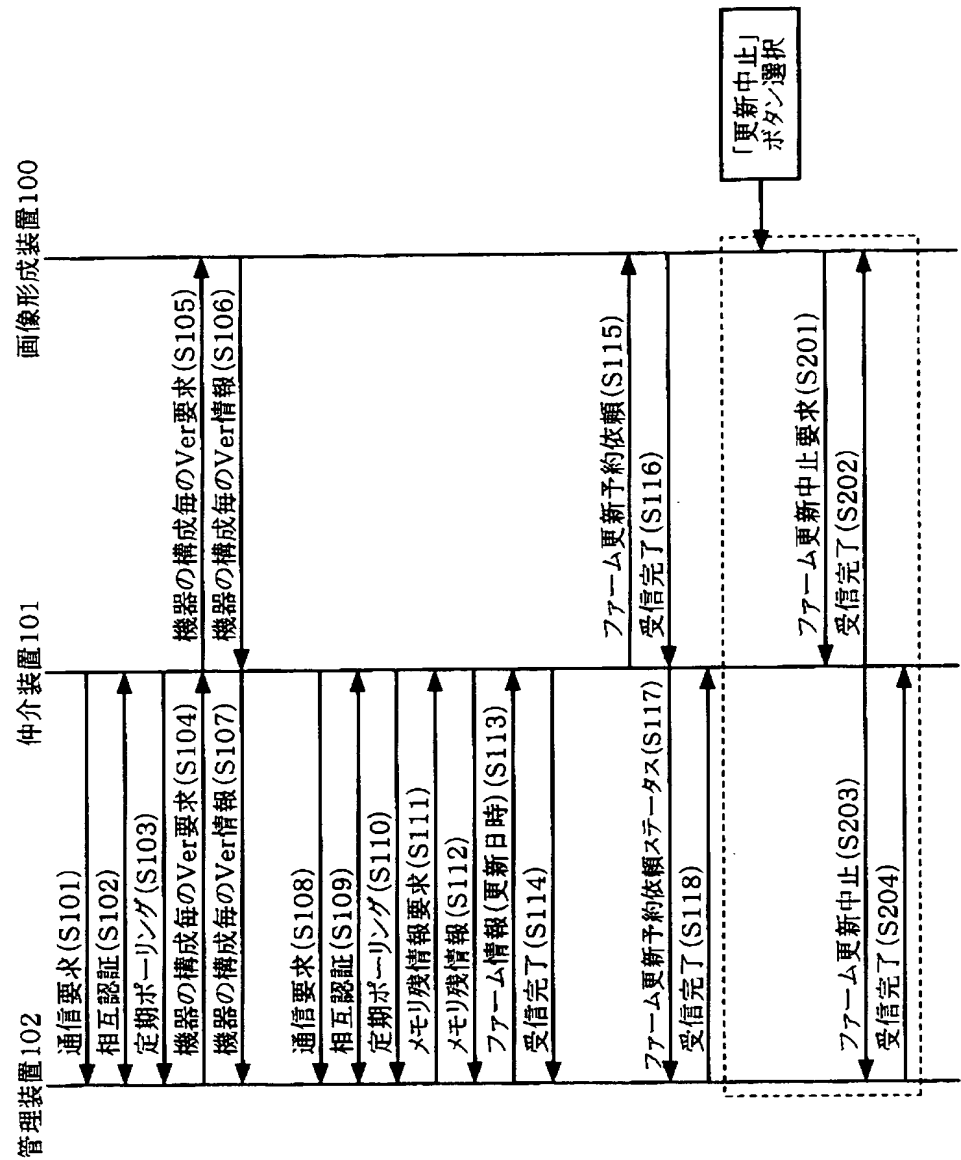 管理装置102
仲介装置101
画像形成装置100
通信要求(S101)
相互認証(S102)
定期ポーリング(S103)
機器の構成毎のVer要求(S104)
機器の構成毎のVer要求(S105)
機器の構成毎のVer情報(S106)
機器の構成毎のVer情報(S107)
通信要求(S108)
相互認証(S109)
定期ポーリング(S110)
メモリ残情報要求(S111)
メモリ残情報(S112)
ファーム情報(更新日時)(S113)
受信完了(S114)
ファーム更新予約依頼(S115)
受信完了(S116)
ファーム更新予約依頼ステータス(S117)
受信完了(S118)
「更新中止」
ボタン選択
ファーム更新中止要求(S201)
受信完了(S202)
ファーム更新中止(S203)
受信完了(S204)